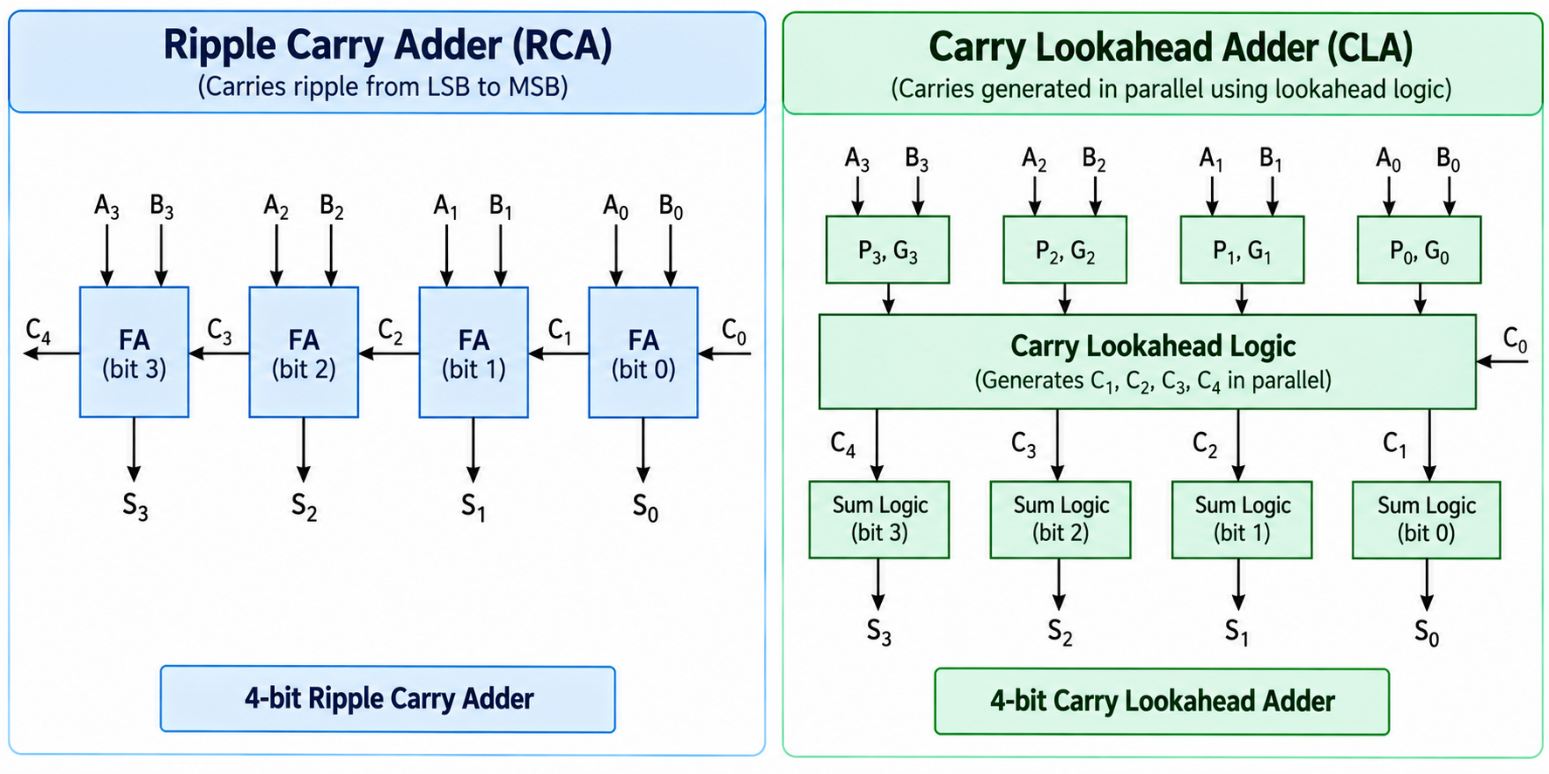 Ripple Carry Adder (RCA)
(Carries ripple from LSB to MSB)
A₃ B₃ A₂ B₂ A₁ B₁ A₀ B₀
C₄ FA (bit 3) C₃ FA (bit 2) C₂ FA (bit 1) C₁ FA (bit 0) C₀
S₃ S₂ S₁ S₀
4-bit Ripple Carry Adder
Carry Lookahead Adder (CLA)
(Carries generated in parallel using lookahead logic)
A₃ B₃ A₂ B₂ A₁ B₁ A₀ B₀
P₃, G₃ P₂, G₂ P₁, G₁ P₀, G₀
Carry Lookahead Logic
(Generates C₁, C₂, C₃, C₄ in parallel)
C₀
C₄ C₃ C₂ C₁
Sum Logic Sum Logic Sum Logic Sum Logic
(bit 3) (bit 2) (bit 1) (bit 0)
S₃ S₂ S₁ S₀
4-bit Carry Lookahead Adder